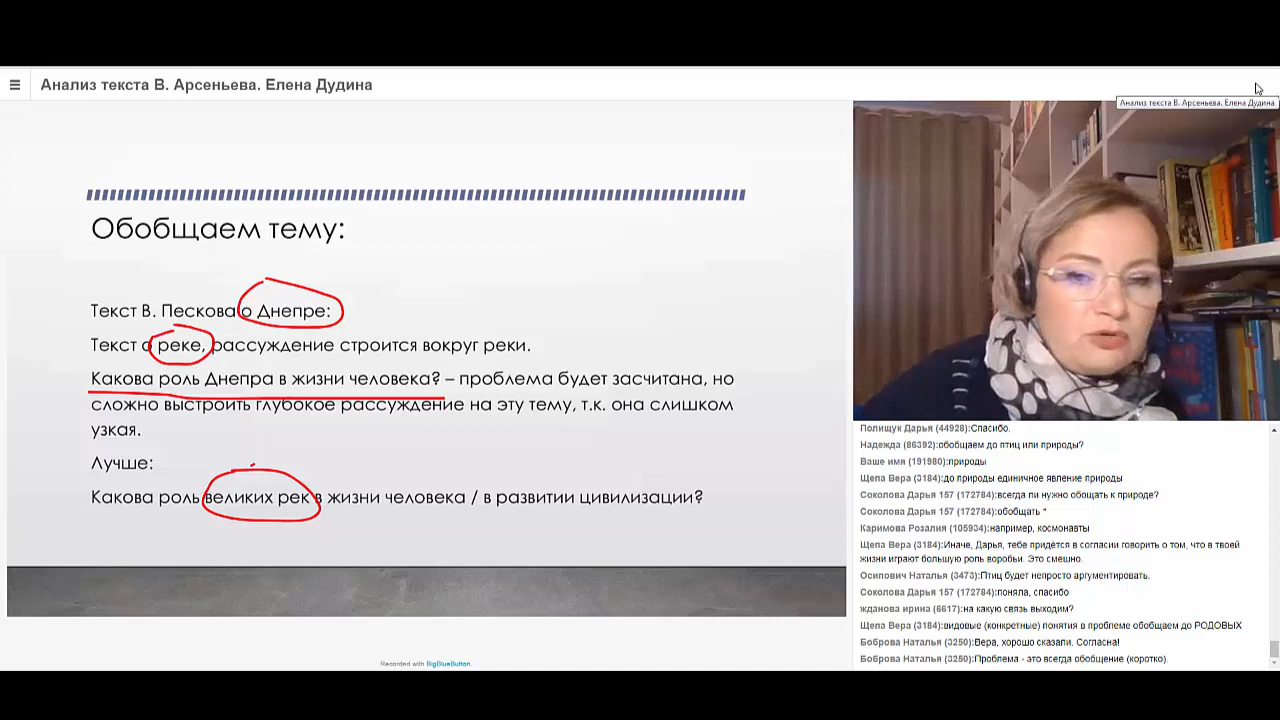 Анализ текста В. Арсеньева. Елена Дудина
Анализ текста В. Арсеньева. Елена Дудина
Обобщаем тему:
Текст В. Пескова о Днепре:
Текст о реке, рассуждение строится вокруг реки.
Какова роль Днепра в жизни человека? – проблема будет засчитана, но
сложно выстроить глубокое рассуждение на эту тему, т.к. она слишком
узкая.
Лучше:
Какова роль великих рек в жизни человека / в развитии цивилизации?
Recorded with BigBlueButton.
Полищук Дарья (44928):Спасибо.
Надежда (86392):обобщаем до птиц или природы?
Ваше имя (191980):природы
Щепа Вера (3184):до природы единичное явление природы
Соколова Дарья 157 (172784):всегда ли нужно общать к природе?
Соколова Дарья 157 (172784):обобщать *
Каримова Розалия (105934):например, космонавты
Щепа Вера (3184):Иначе, Дарья, тебе придётся в согласии говорить о том, что в твоей
жизни играют большую роль воробьи. Это смешно.
Осипович Наталья (3473):Птиц будет непросто аргументировать.
Соколова Дарья 157 (172784):поняла, спасибо
жданова ирина (6617):на какую связь выходим?
Щепа Вера (3184):видовые (конкретные) понятия в проблеме обобщаем до РОДОВЫХ
Боброва Наталья (3250):Вера, хорошо сказали. Согласна!
Боброва Наталья (3250):Проблема - это всегда обобщение (коротко).